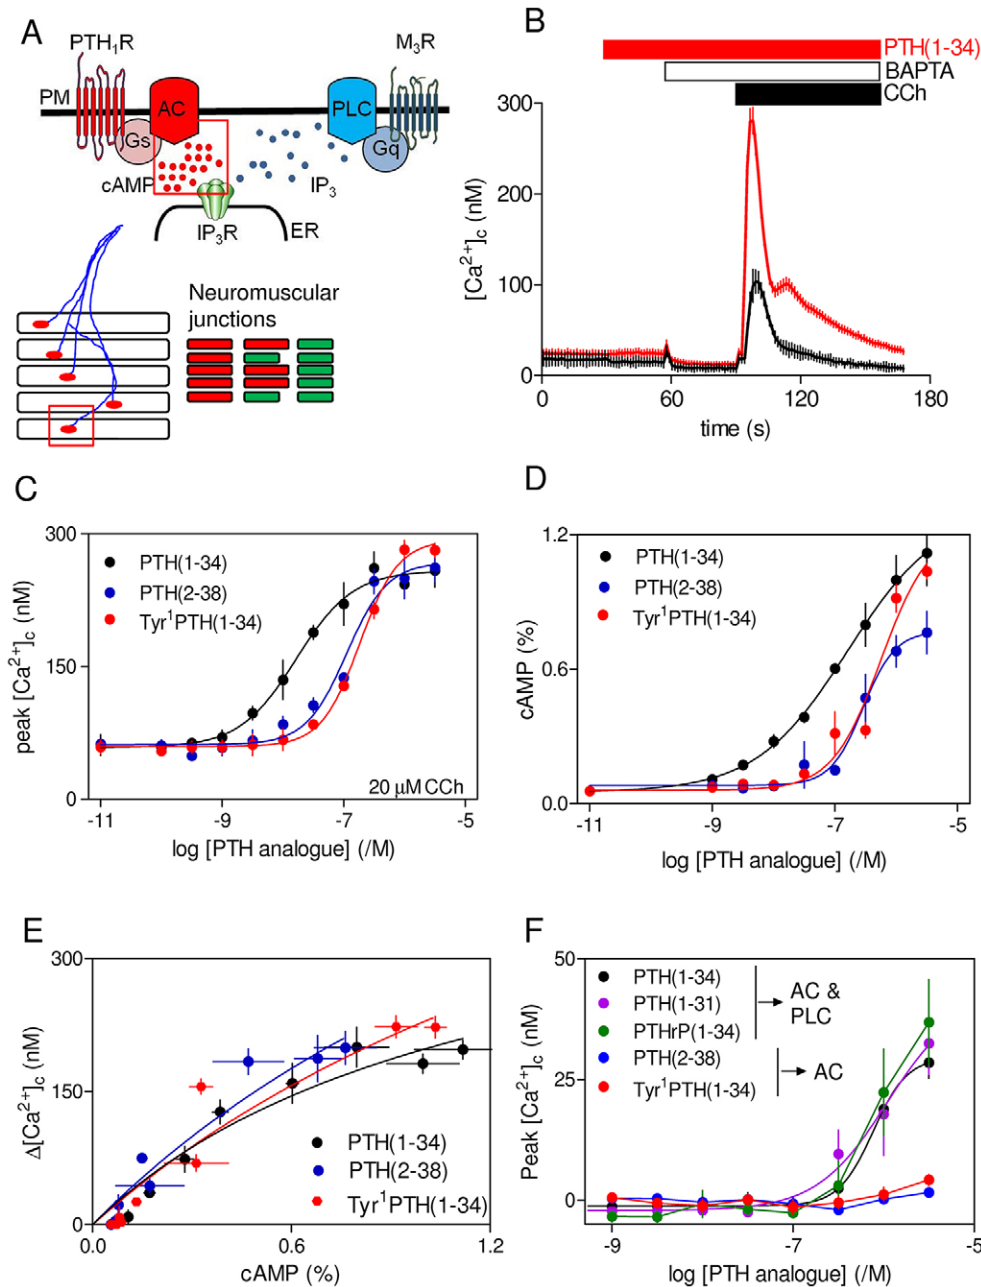 A
PTH₁R
M₃R
PM
AC
PLC
Gs
Gq
cAMP
IP₃
IP₃R
ER
Neuromuscular
junctions
B
PTH(1-34)
BAPTA
CCh
300
200
100
0
[Ca²⁺]c (nM)
0
60
120
180
time (s)
C
300
150
0
peak [Ca²⁺]c (nM)
PTH(1-34)
PTH(2-38)
Tyr¹PTH(1-34)
20 μM CCh
-11
-9
-7
-5
log [PTH analogue] (/M)
D
1.2
0.6
0.0
cAMP (%)
PTH(1-34)
PTH(2-38)
Tyr¹PTH(1-34)
-11
-9
-7
-5
log [PTH analogue] (/M)
E
300
150
0
Δ[Ca²⁺]c (nM)
PTH(1-34)
PTH(2-38)
Tyr¹PTH(1-34)
0.0
0.6
1.2
cAMP (%)
F
50
25
0
Peak [Ca²⁺]c (nM)
PTH(1-34)
PTH(1-31)
PTHrP(1-34)
AC &
PLC
PTH(2-38)
Tyr¹PTH(1-34)
AC
-9
-7
-5
log [PTH analogue] (/M)